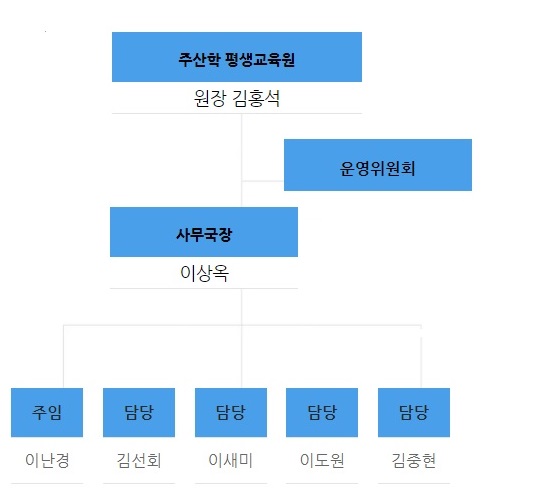 주산학 평생교육원
원장 김홍석
운영위원회
사무국장
이상옥
주임 담당 담당 담당 담당
이난경 김선회 이새미 이도원 김중현